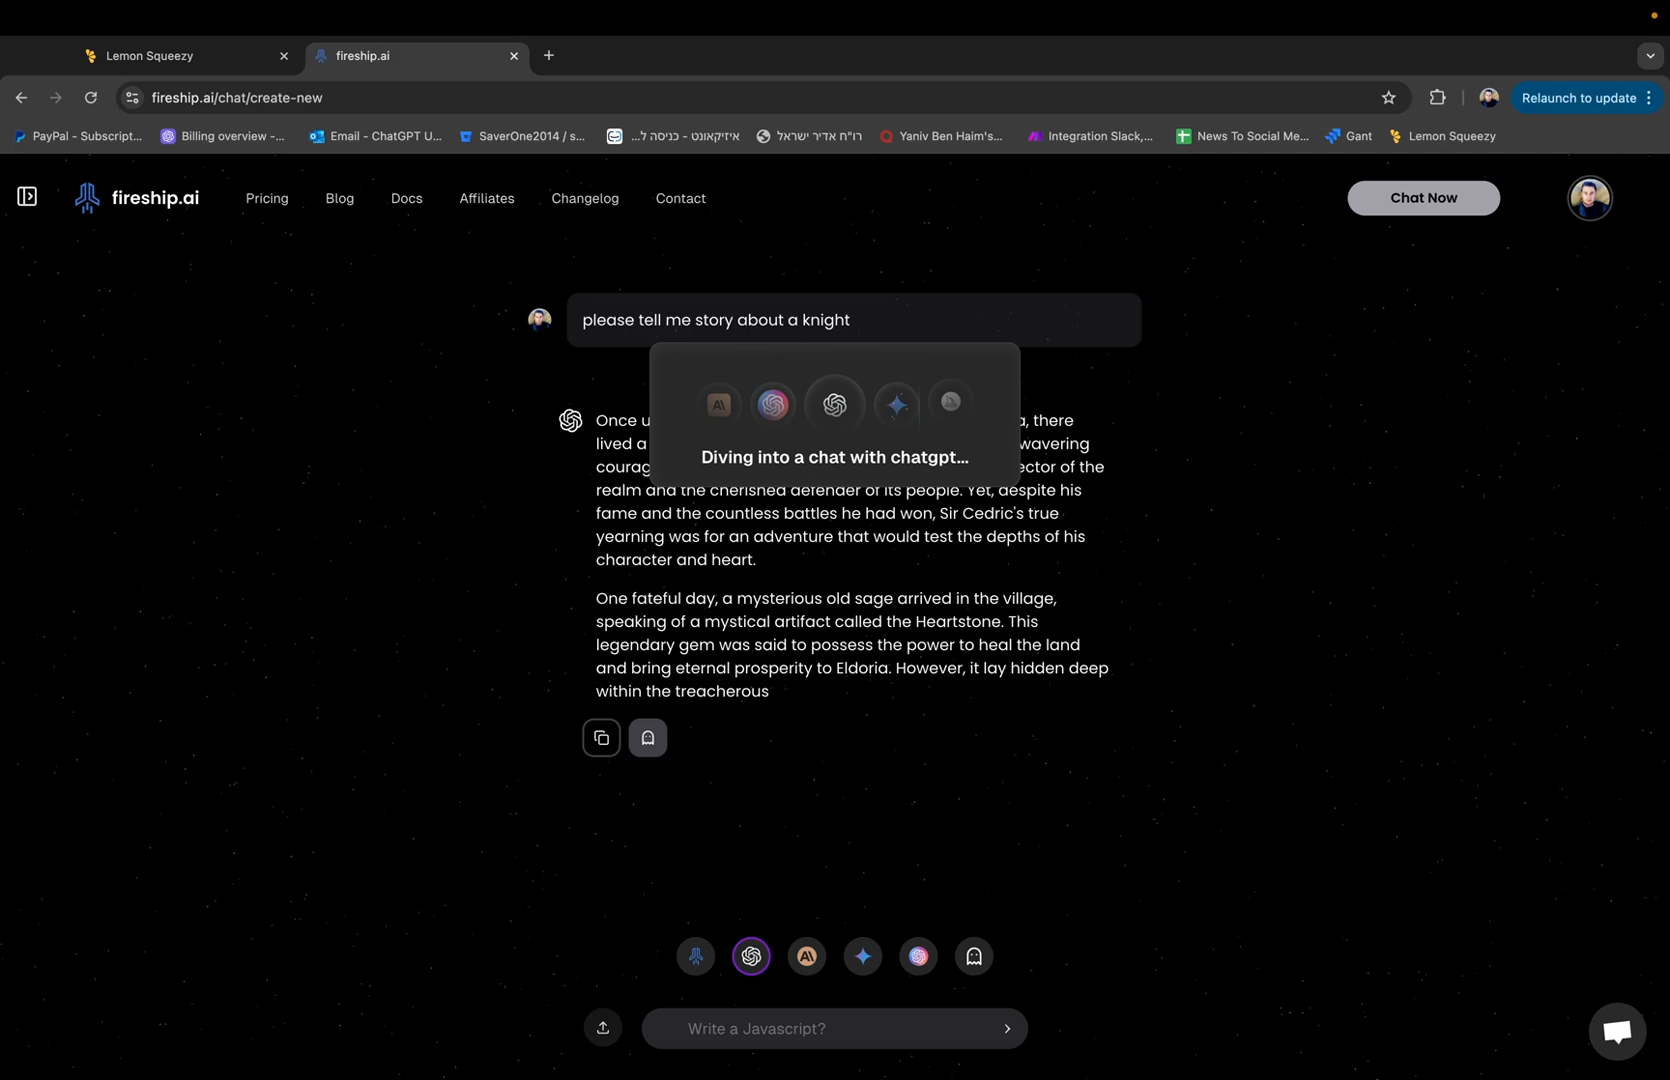 Lemon Squeezy
fireship.ai
fireship.ai/chat/create-new
Relaunch to update
PayPal - Subscript...
Billing overview -...
Email - ChatGPT U...
SaverOne2014 / s...
איזיקאונט - כניסה ל...
רו"ח אדיר ישראל
Yaniv Ben Haim's...
Integration Slack,...
News To Social Me...
Gant
Lemon Squeezy
fireship.ai
Pricing
Blog
Docs
Affiliates
Changelog
Contact
Chat Now
please tell me story about a knight
Diving into a chat with chatgpt...
Once u
, there
lived a
wavering
courag
ector of the
realm and the cherished defender of its people. Yet, despite his
fame and the countless battles he had won, Sir Cedric's true
yearning was for an adventure that would test the depths of his
character and heart.
One fateful day, a mysterious old sage arrived in the village,
speaking of a mystical artifact called the Heartstone. This
legendary gem was said to possess the power to heal the land
and bring eternal prosperity to Eldoria. However, it lay hidden deep
within the treacherous
Write a Javascript?